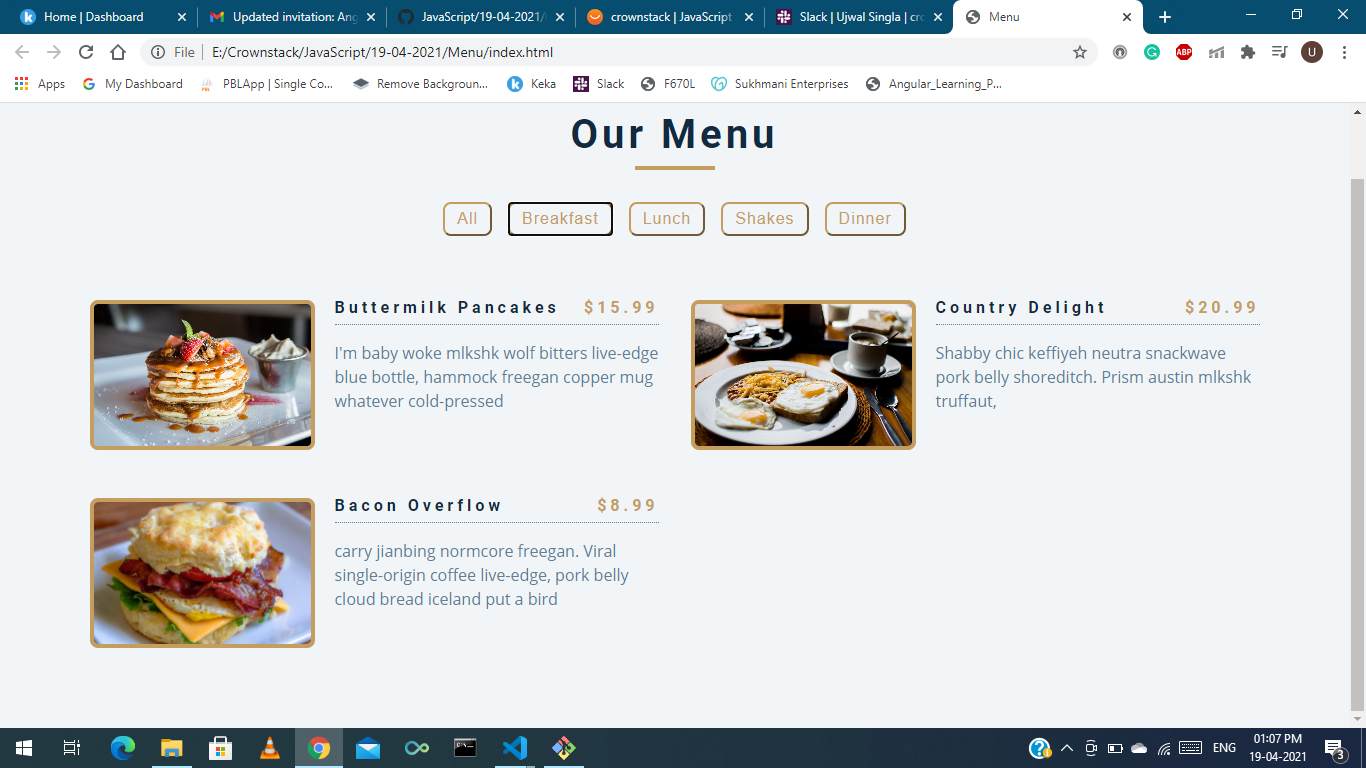 Home | Dashboard
Updated invitation: Ang
JavaScript/19-04-2021/
crownstack | JavaScript
Slack | Ujwal Singla | cro
Menu
File
E:/Crownstack/JavaScript/19-04-2021/Menu/index.html
ABP
U
Apps
G My Dashboard
PBLApp | Single Co...
Remove Backgroun...
Keka
Slack
F670L
Sukhmani Enterprises
Angular_Learning_P...
Our Menu
All
Breakfast
Lunch
Shakes
Dinner
Buttermilk Pancakes $15.99
I'm baby woke mlkshk wolf bitters live-edge
blue bottle, hammock freegan copper mug
whatever cold-pressed
Country Delight $20.99
Shabby chic keffiyeh neutra snackwave
pork belly shoreditch. Prism austin mlkshk
truffaut,
Bacon Overflow $8.99
carry jianbing normcore freegan. Viral
single-origin coffee live-edge, pork belly
cloud bread iceland put a bird
ENG
01:07 PM
19-04-2021
3